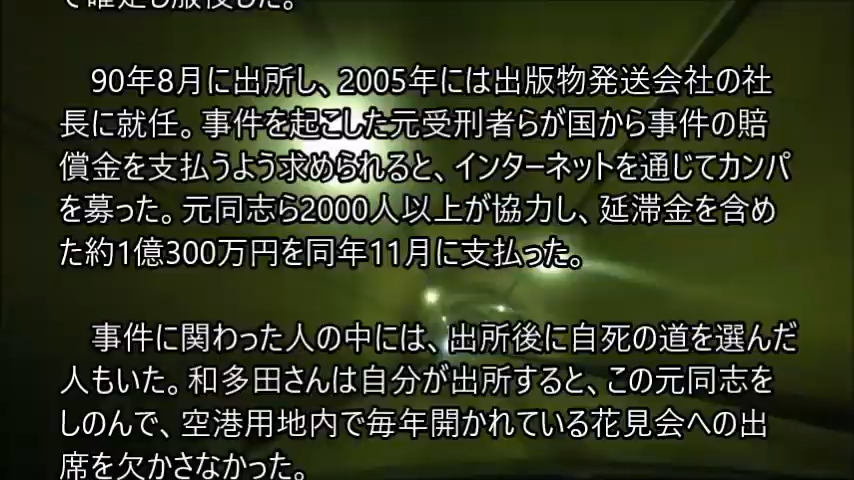 で確定し服役した。
　90年8月に出所し、2005年には出版物発送会社の社
長に就任。事件を起こした元受刑者らが国から事件の賠
償金を支払うよう求められると、インターネットを通じてカンパ
を募った。元同志ら2000人以上が協力し、延滞金を含め
た約1億300万円を同年11月に支払った。
　事件に関わった人の中には、出所後に自死の道を選んだ
人もいた。和多田さんは自分が出所すると、この元同志を
しのんで、空港用地内で毎年開かれている花見会への出
席を欠かさなかった。